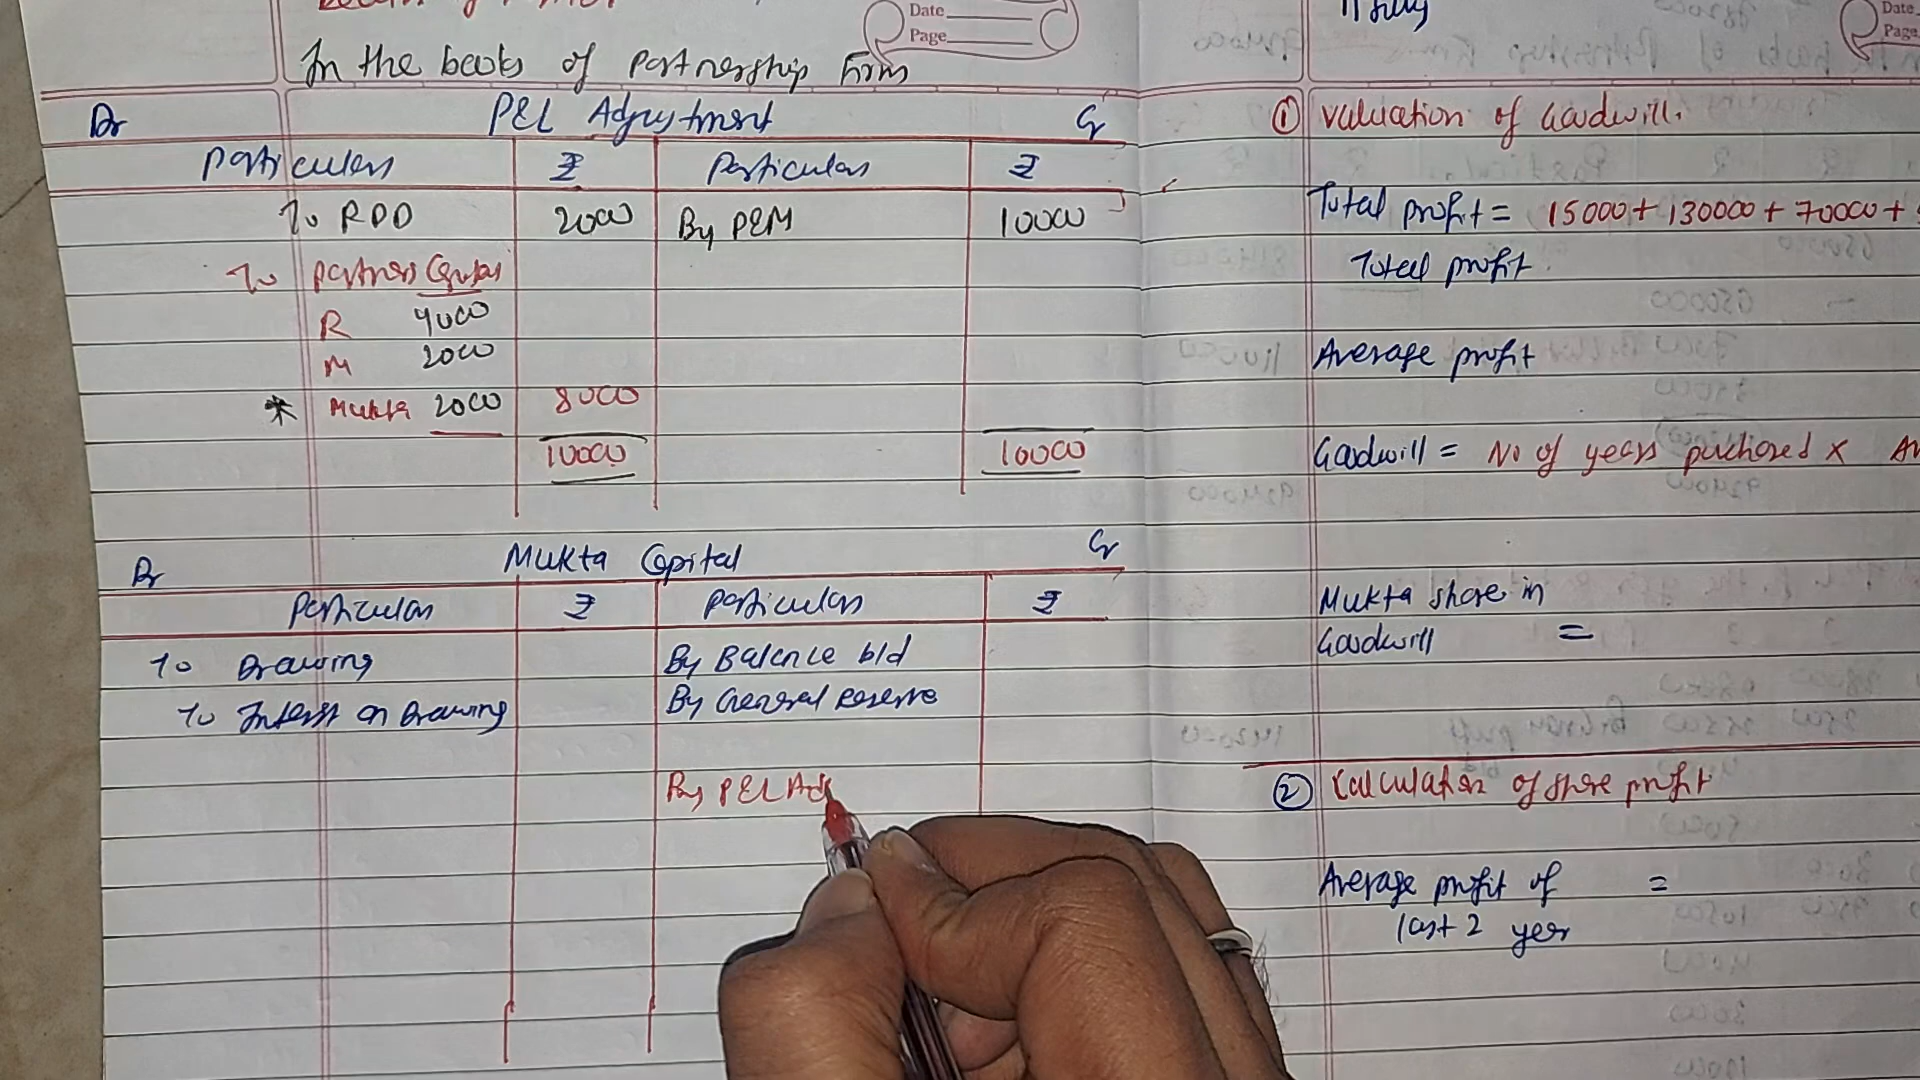 Date
Page
In the books of Partnership Firm
Dr P&L Adjustment Cr
Particulars ₹ Particulars ₹
To RDD 2000 By P&M 10000
To Partners Capital
R 4000
M 2000
* Mukta 2000 8000
10000 10000
Dr Mukta Capital Cr
Particulars ₹ Particulars ₹
To Drawing By Balance b/d
To Interest on Drawing By General Reserve
By P&L Adj
Date
Page
① Valuation of Goodwill.
Total profit = 15000 + 130000 + 70000 +
Total profit
Average profit
Goodwill = No of years purchased ×
Mukta share in
Goodwill =
② Calculation of share profit
Average profit of =
last 2 year